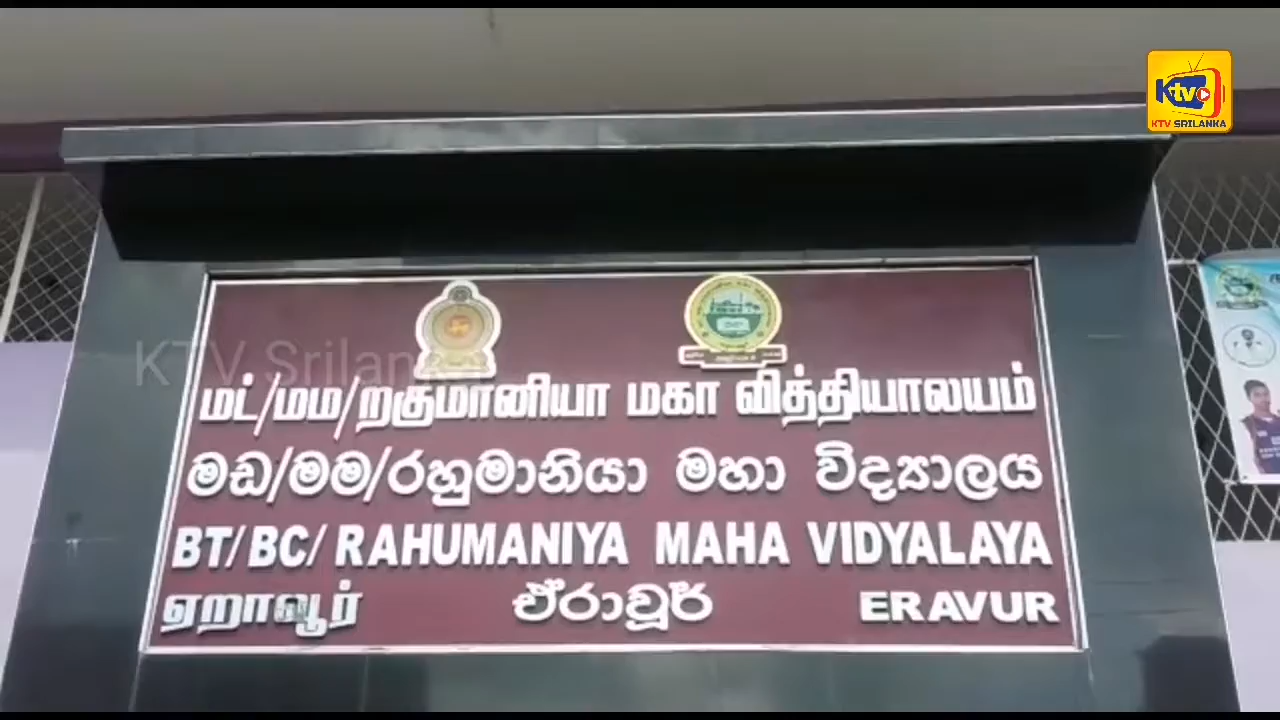 Ktv
KTV SRILANKA
KTV Srilanka
மட்/மம/றகுமானியா மகா வித்தியாலயம்
මඩ/මම/රහුමානියා මහා විද්‍යාලය
BT/BC/ RAHUMANIYA MAHA VIDYALAYA
ஏறாவூர் ඒරාවූර් ERAVUR